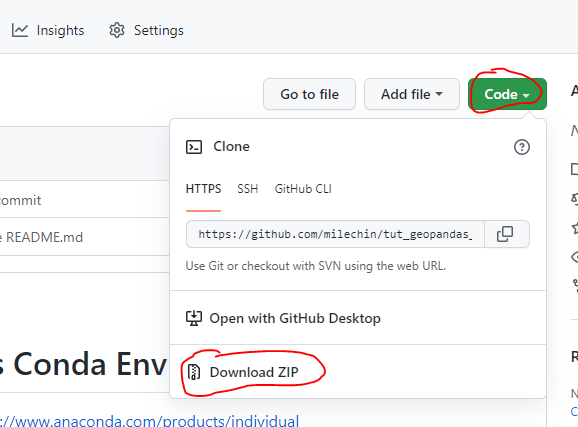 Insights Settings
Go to file Add file Code
Clone
HTTPS SSH GitHub CLI
commit
https://github.com/milechin/tut_geopandas_
README.md
Use Git or checkout with SVN using the web URL.
Open with GitHub Desktop
s Conda Env
Download ZIP
://www.anaconda.com/products/individual